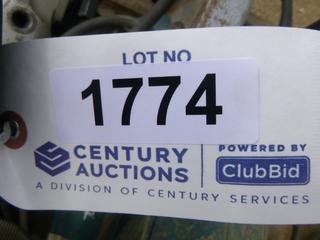 LOT NO
1774
CENTURY
AUCTIONS
POWERED BY
ClubBid
A DIVISION OF CENTURY SERVICES